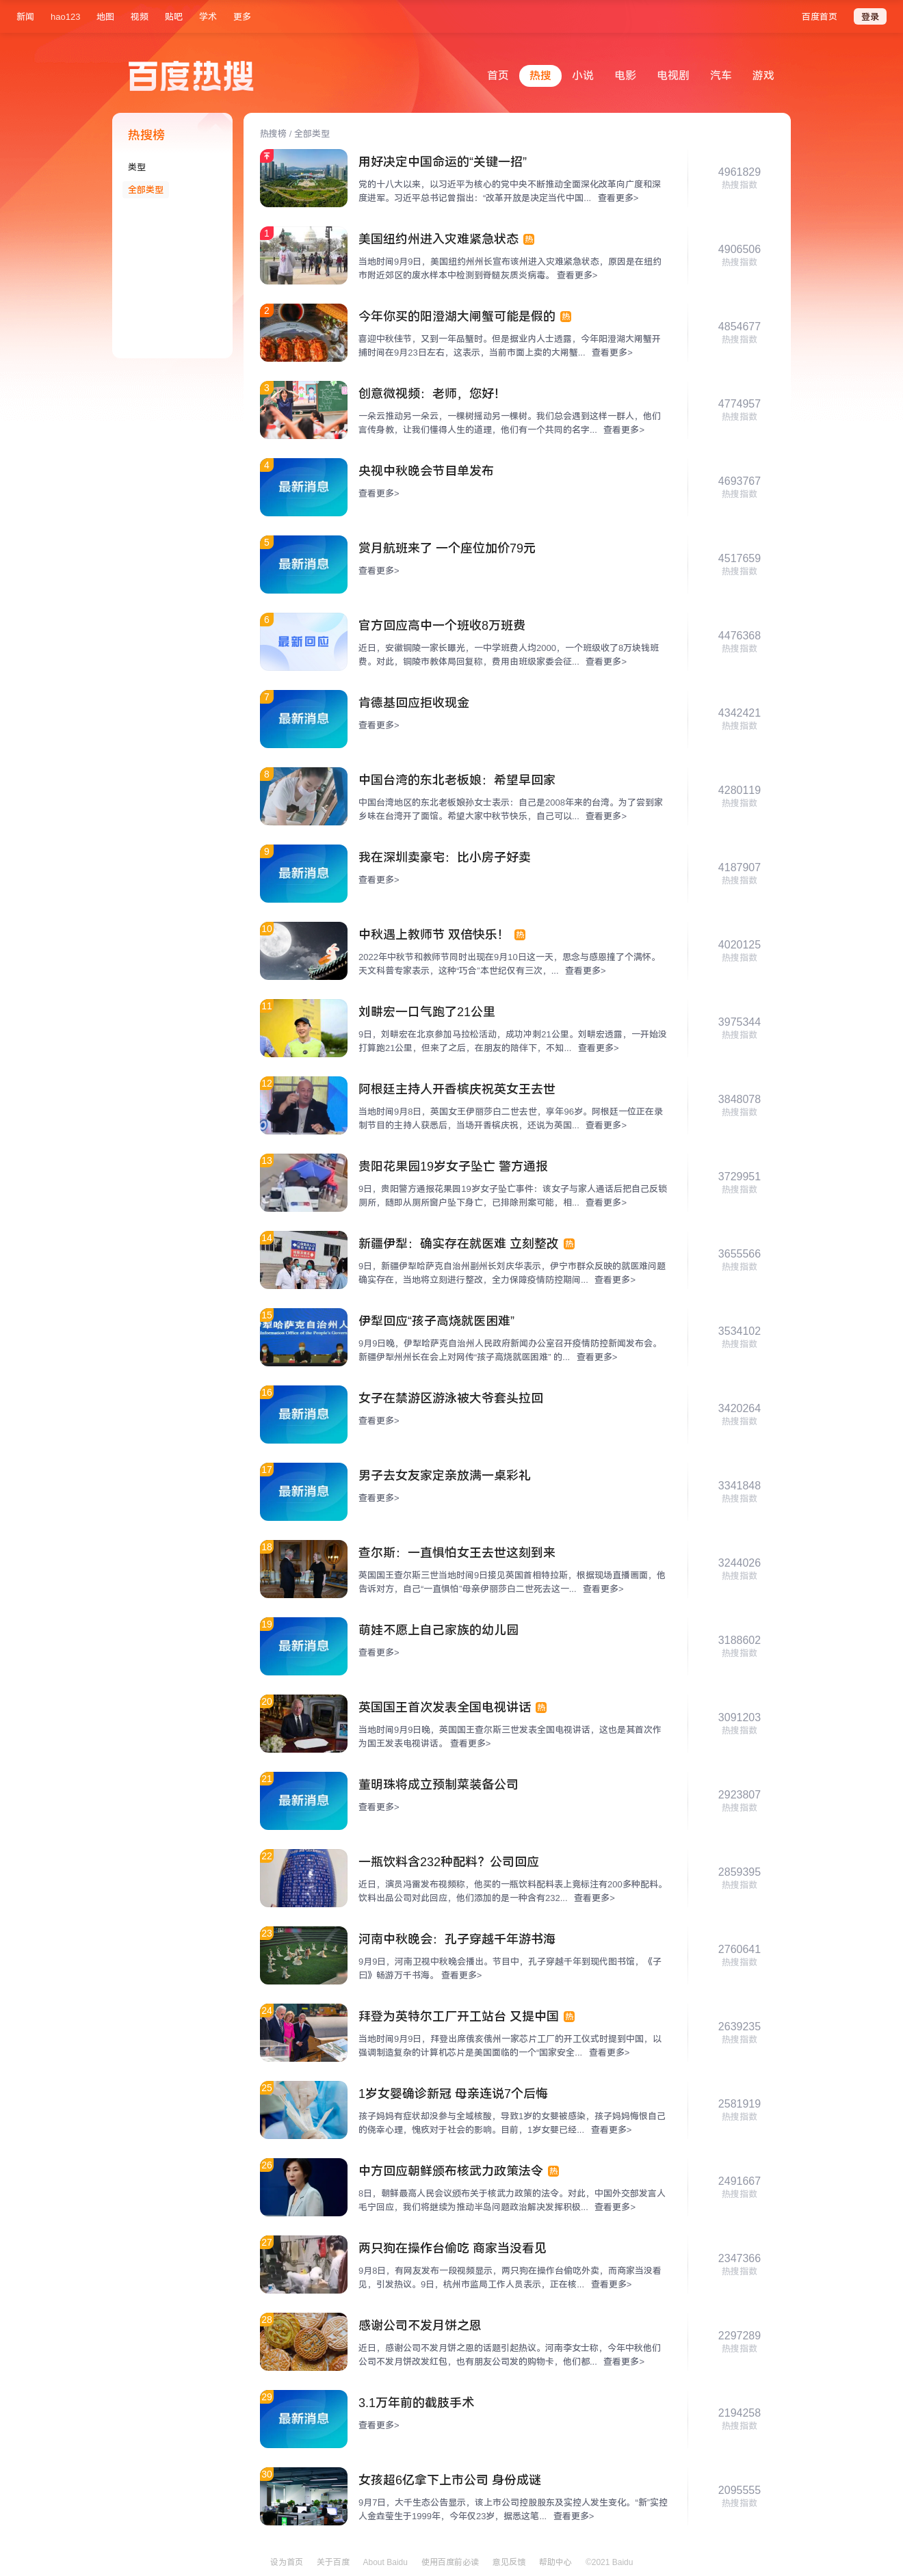 新闻 hao123 地图 视频 贴吧 学术 更多 百度首页 登录
百度热搜
首页 热搜 小说 电影 电视剧 汽车 游戏
热搜榜
类型
全部类型
热搜榜 / 全部类型
用好决定中国命运的“关键一招”
党的十八大以来，以习近平为核心的党中央不断推动全面深化改革向广度和深
度进军。习近平总书记曾指出：“改革开放是决定当代中国... 查看更多>
4961829
热搜指数
1
美国纽约州进入灾难紧急状态 热
当地时间9月9日，美国纽约州州长宣布该州进入灾难紧急状态，原因是在纽约
市附近郊区的废水样本中检测到脊髓灰质炎病毒。 查看更多>
4906506
热搜指数
2
今年你买的阳澄湖大闸蟹可能是假的 热
喜迎中秋佳节，又到一年品蟹时。但是据业内人士透露，今年阳澄湖大闸蟹开
捕时间在9月23日左右，这表示，当前市面上卖的大闸蟹... 查看更多>
4854677
热搜指数
3
创意微视频：老师，您好！
一朵云推动另一朵云，一棵树摇动另一棵树。我们总会遇到这样一群人，他们
言传身教，让我们懂得人生的道理，他们有一个共同的名字... 查看更多>
4774957
热搜指数
4
最新消息
央视中秋晚会节目单发布
查看更多>
4693767
热搜指数
5
最新消息
赏月航班来了 一个座位加价79元
查看更多>
4517659
热搜指数
6
最新回应
官方回应高中一个班收8万班费
近日，安徽铜陵一家长曝光，一中学班费人均2000，一个班级收了8万块钱班
费。对此，铜陵市教体局回复称，费用由班级家委会征... 查看更多>
4476368
热搜指数
7
最新消息
肯德基回应拒收现金
查看更多>
4342421
热搜指数
8
中国台湾的东北老板娘：希望早回家
中国台湾地区的东北老板娘孙女士表示：自己是2008年来的台湾。为了尝到家
乡味在台湾开了面馆。希望大家中秋节快乐，自己可以... 查看更多>
4280119
热搜指数
9
最新消息
我在深圳卖豪宅：比小房子好卖
查看更多>
4187907
热搜指数
10
中秋遇上教师节 双倍快乐！ 热
2022年中秋节和教师节同时出现在9月10日这一天，思念与感恩撞了个满怀。
天文科普专家表示，这种“巧合”本世纪仅有三次，... 查看更多>
4020125
热搜指数
11
刘畊宏一口气跑了21公里
9日，刘畊宏在北京参加马拉松活动，成功冲刺21公里。刘畊宏透露，一开始没
打算跑21公里，但来了之后，在朋友的陪伴下，不知... 查看更多>
3975344
热搜指数
12
阿根廷主持人开香槟庆祝英女王去世
当地时间9月8日，英国女王伊丽莎白二世去世，享年96岁。阿根廷一位正在录
制节目的主持人获悉后，当场开香槟庆祝，还说为英国... 查看更多>
3848078
热搜指数
13
贵阳花果园19岁女子坠亡 警方通报
9日，贵阳警方通报花果园19岁女子坠亡事件：该女子与家人通话后把自己反锁
厕所，随即从厕所窗户坠下身亡，已排除刑案可能，相... 查看更多>
3729951
热搜指数
14
新疆伊犁：确实存在就医难 立刻整改 热
9日，新疆伊犁哈萨克自治州副州长刘庆华表示，伊宁市群众反映的就医难问题
确实存在，当地将立刻进行整改，全力保障疫情防控期间... 查看更多>
3655566
热搜指数
15
犁哈萨克自治州人
Information Office of the People's Govern
伊犁回应“孩子高烧就医困难”
9月9日晚，伊犁哈萨克自治州人民政府新闻办公室召开疫情防控新闻发布会。
新疆伊犁州州长在会上对网传“孩子高烧就医困难” 的... 查看更多>
3534102
热搜指数
16
最新消息
女子在禁游区游泳被大爷套头拉回
查看更多>
3420264
热搜指数
17
最新消息
男子去女友家定亲放满一桌彩礼
查看更多>
3341848
热搜指数
18
查尔斯：一直惧怕女王去世这刻到来
英国国王查尔斯三世当地时间9日接见英国首相特拉斯，根据现场直播画面，他
告诉对方，自己“一直惧怕”母亲伊丽莎白二世死去这一... 查看更多>
3244026
热搜指数
19
最新消息
萌娃不愿上自己家族的幼儿园
查看更多>
3188602
热搜指数
20
英国国王首次发表全国电视讲话 热
当地时间9月9日晚，英国国王查尔斯三世发表全国电视讲话，这也是其首次作
为国王发表电视讲话。 查看更多>
3091203
热搜指数
21
最新消息
董明珠将成立预制菜装备公司
查看更多>
2923807
热搜指数
22
一瓶饮料含232种配料？公司回应
近日，演员冯雷发布视频称，他买的一瓶饮料配料表上竟标注有200多种配料。
饮料出品公司对此回应，他们添加的是一种含有232... 查看更多>
2859395
热搜指数
23
河南中秋晚会：孔子穿越千年游书海
9月9日，河南卫视中秋晚会播出。节目中，孔子穿越千年到现代图书馆，《子
曰》畅游万千书海。 查看更多>
2760641
热搜指数
24
拜登为英特尔工厂开工站台 又提中国 热
当地时间9月9日，拜登出席俄亥俄州一家芯片工厂的开工仪式时提到中国，以
强调制造复杂的计算机芯片是美国面临的一个“国家安全... 查看更多>
2639235
热搜指数
25
1岁女婴确诊新冠 母亲连说7个后悔
孩子妈妈有症状却没参与全域核酸，导致1岁的女婴被感染，孩子妈妈悔恨自己
的侥幸心理，愧疚对于社会的影响。目前，1岁女婴已经... 查看更多>
2581919
热搜指数
26
中方回应朝鲜颁布核武力政策法令 热
8日，朝鲜最高人民会议颁布关于核武力政策的法令。对此，中国外交部发言人
毛宁回应，我们将继续为推动半岛问题政治解决发挥积极... 查看更多>
2491667
热搜指数
27
两只狗在操作台偷吃 商家当没看见
9月8日，有网友发布一段视频显示，两只狗在操作台偷吃外卖，而商家当没看
见，引发热议。9日，杭州市监局工作人员表示，正在核... 查看更多>
2347366
热搜指数
28
感谢公司不发月饼之恩
近日，感谢公司不发月饼之恩的话题引起热议。河南李女士称，今年中秋他们
公司不发月饼改发红包，也有朋友公司发的购物卡，他们都... 查看更多>
2297289
热搜指数
29
最新消息
3.1万年前的截肢手术
查看更多>
2194258
热搜指数
30
女孩超6亿拿下上市公司 身份成谜
9月7日，大千生态公告显示，该上市公司控股股东及实控人发生变化。“新”实控
人金垚莹生于1999年，今年仅23岁，据悉这笔... 查看更多>
2095555
热搜指数
设为首页 关于百度 About Baidu 使用百度前必读 意见反馈 帮助中心 ©2021 Baidu